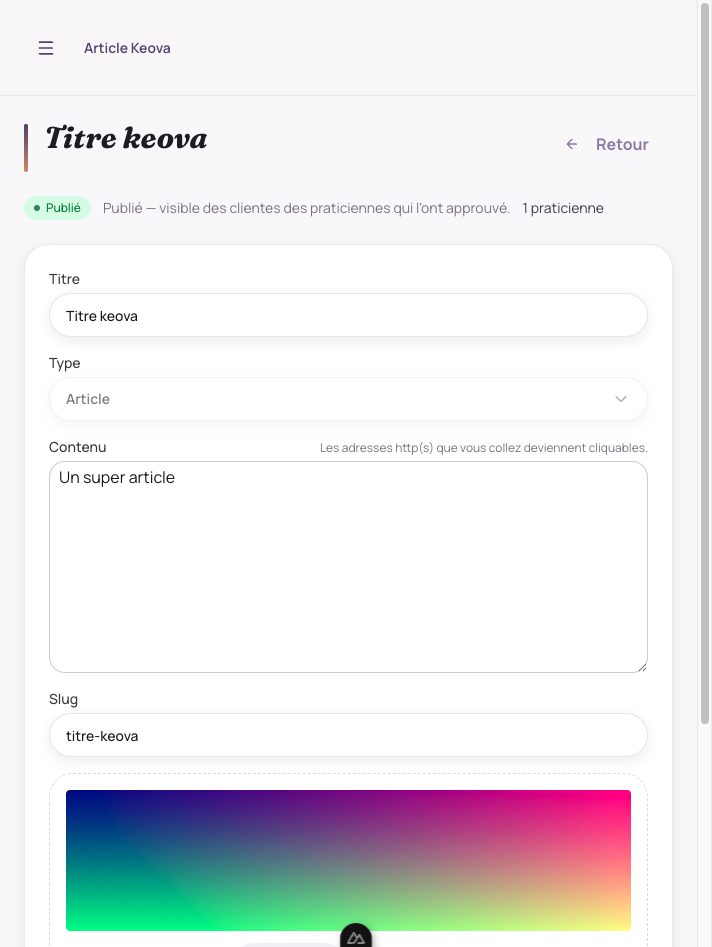 Article Keova
Titre keova
Retour
Publié
Publié — visible des clientes des praticiennes qui l'ont approuvé.
1 praticienne
Titre
Titre keova
Type
Article
Contenu
Les adresses http(s) que vous collez deviennent cliquables.
Un super article
Slug
titre-keova